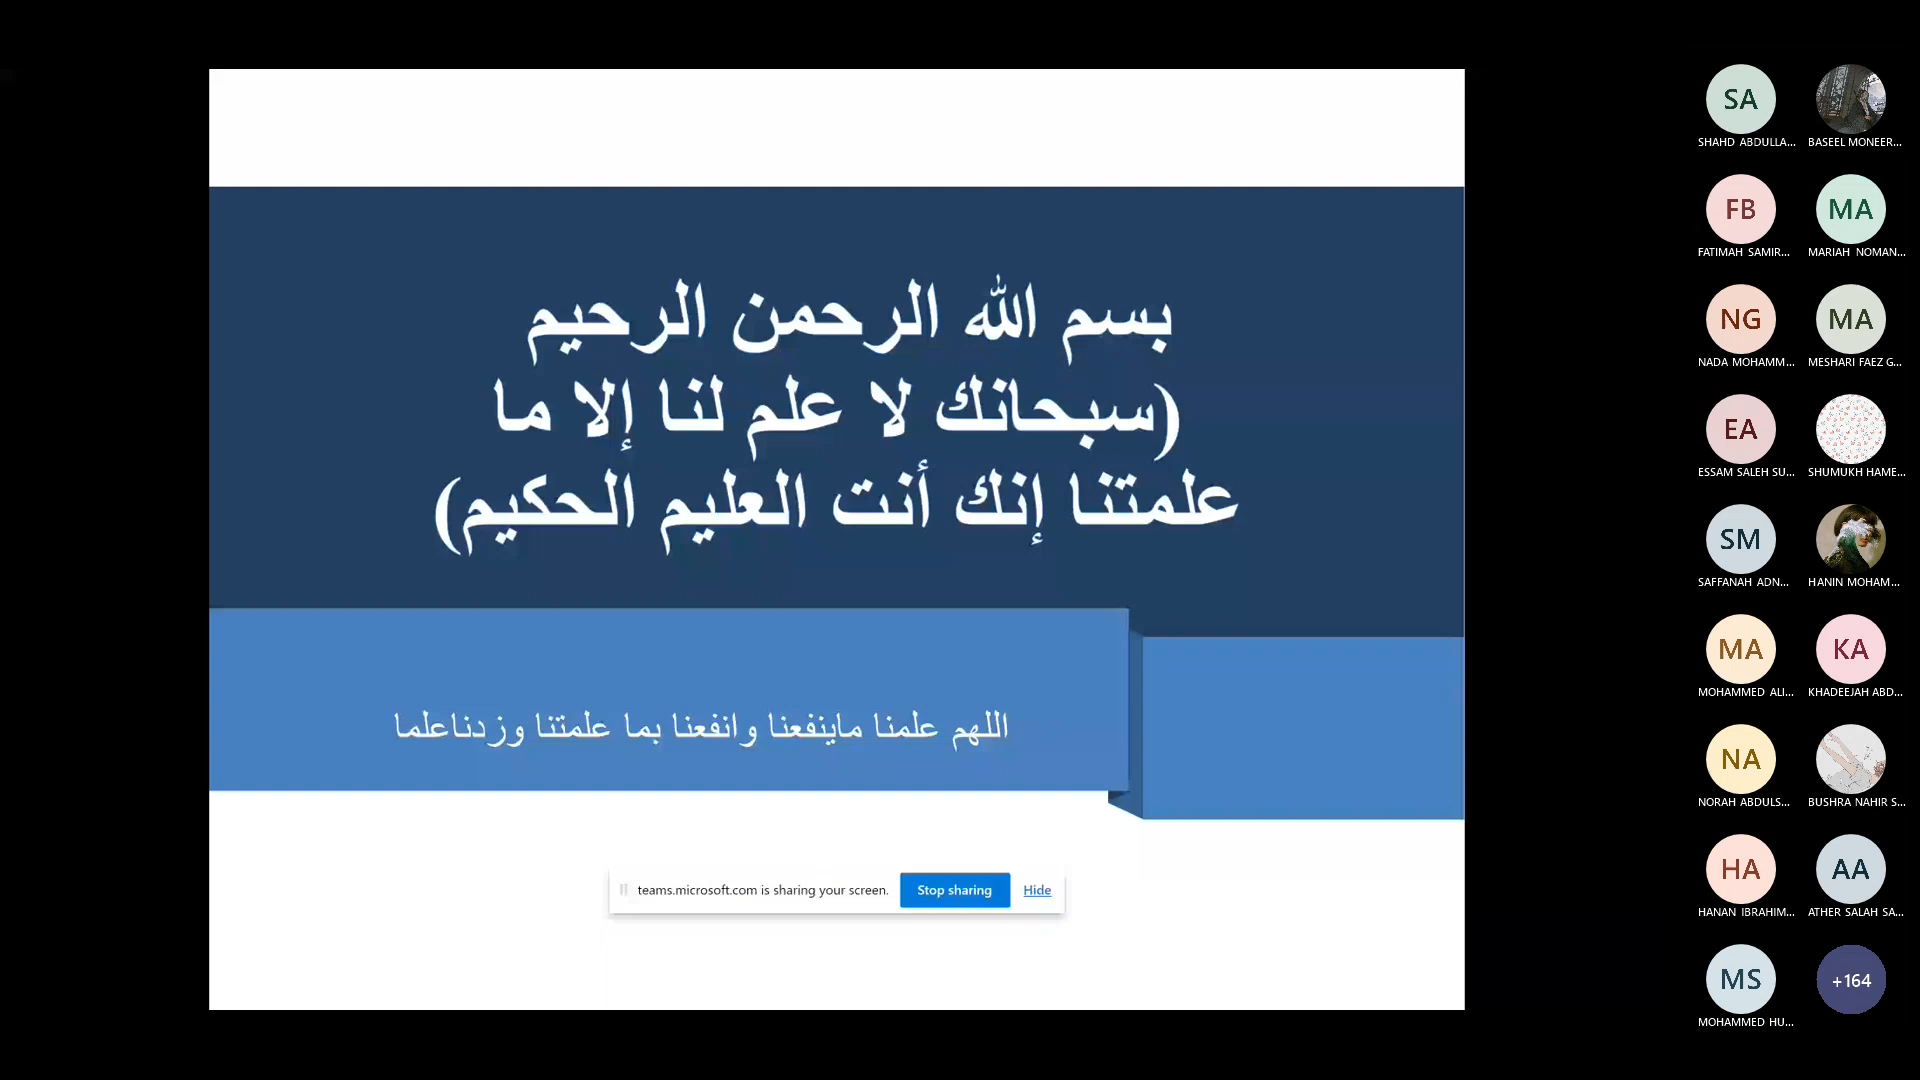 بسم الله الرحمن الرحيم
(سبحانك لا علم لنا إلا ما
علمتنا إنك أنت العليم الحكيم)
اللهم علمنا ماينفعنا وانفعنا بما علمتنا وزدناعلما
teams.microsoft.com is sharing your screen. Stop sharing Hide
SA
SHAHD ABDULLA...
BASEEL MONEER...
FB MA
FATIMAH SAMIR... MARIAH NOMAN...
NG MA
NADA MOHAMM... MESHARI FAEZ G...
EA
ESSAM SALEH SU... SHUMUKH HAME...
SM
SAFFANAH ADN... HANIN MOHAM...
MA KA
MOHAMMED ALI... KHADEEJAH ABD...
NA
NORAH ABDULS... BUSHRA NAHIR S...
HA AA
HANAN IBRAHIM... ATHER SALAH SA...
MS +164
MOHAMMED HU...